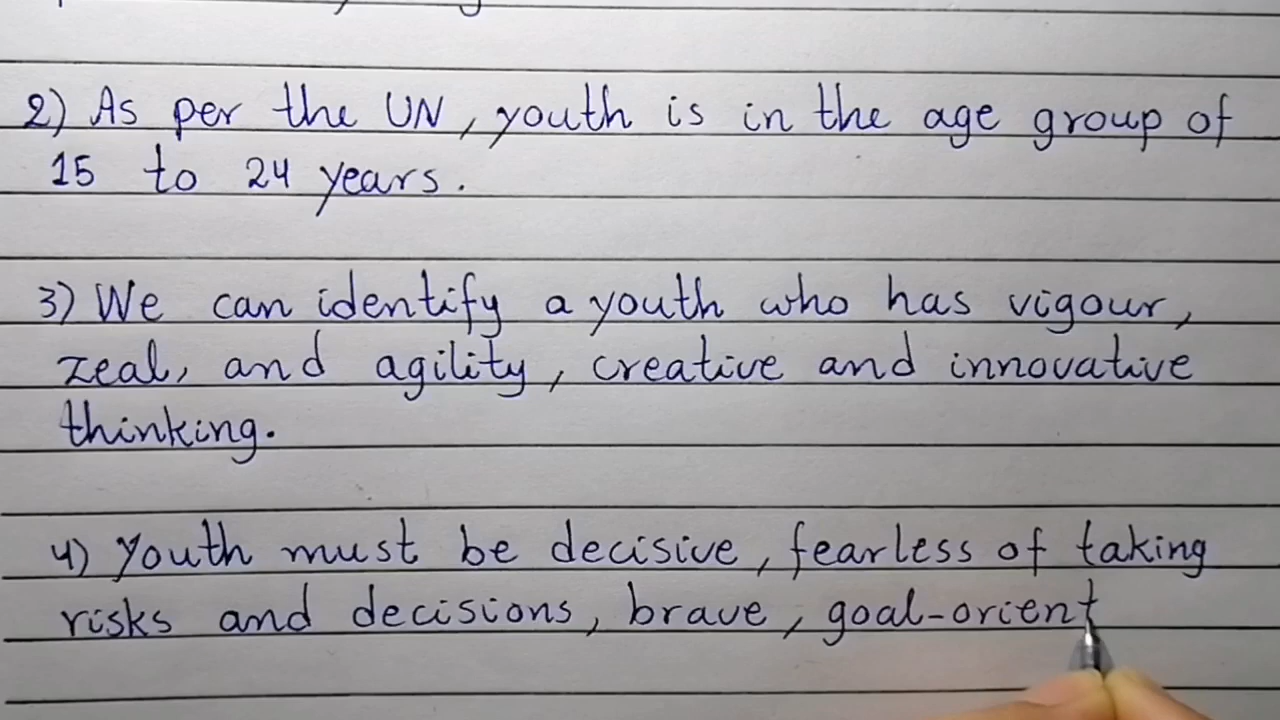 2) As per the UN, youth is in the age group of
15 to 24 years.
3) We can identify a youth who has vigour,
zeal, and agility, creative and innovative
thinking.
4) Youth must be decisive, fearless of taking
risks and decisions, brave, goal-orient